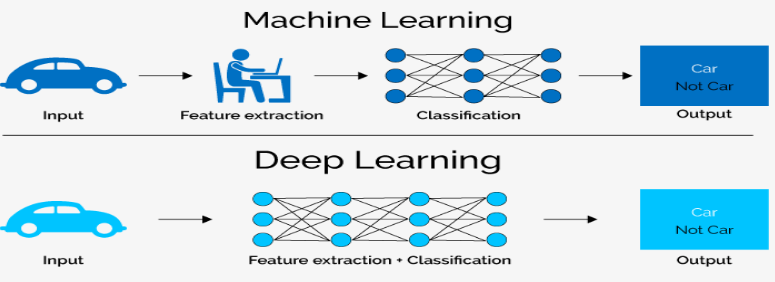 Machine Learning
Car
Not Car
Input
Feature extraction
Classification
Output
Deep Learning
Car
Not Car
Input
Feature extraction + Classification
Output